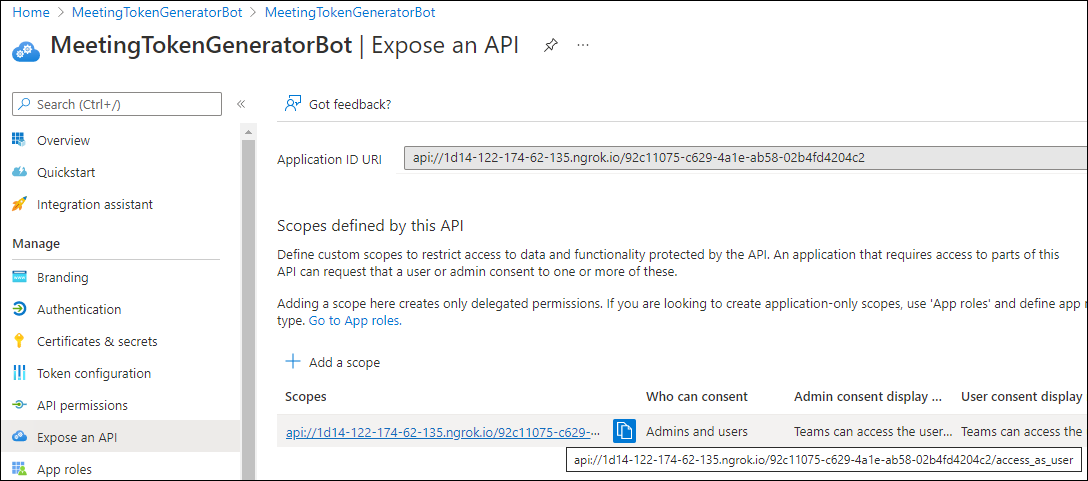 Home > MeetingTokenGeneratorBot > MeetingTokenGeneratorBot
MeetingTokenGeneratorBot | Expose an API
Search (Ctrl+/)
«
Got feedback?
Overview
Quickstart
Integration assistant
Manage
Branding
Authentication
Certificates & secrets
Token configuration
API permissions
Expose an API
App roles
Application ID URI
api://1d14-122-174-62-135.ngrok.io/92c11075-c629-4a1e-ab58-02b4fd4204c2
Scopes defined by this API
Define custom scopes to restrict access to data and functionality protected by the API. An application that requires access to parts of this
API can request that a user or admin consent to one or more of these.
Adding a scope here creates only delegated permissions. If you are looking to create application-only scopes, use 'App roles' and define app
type. Go to App roles.
Add a scope
Scopes Who can consent Admin consent display ... User consent display
api://1d14-122-174-62-135.ngrok.io/92c11075-c629-... Admins and users Teams can access the user... Teams can access the
api://1d14-122-174-62-135.ngrok.io/92c11075-c629-4a1e-ab58-02b4fd4204c2/access_as_user